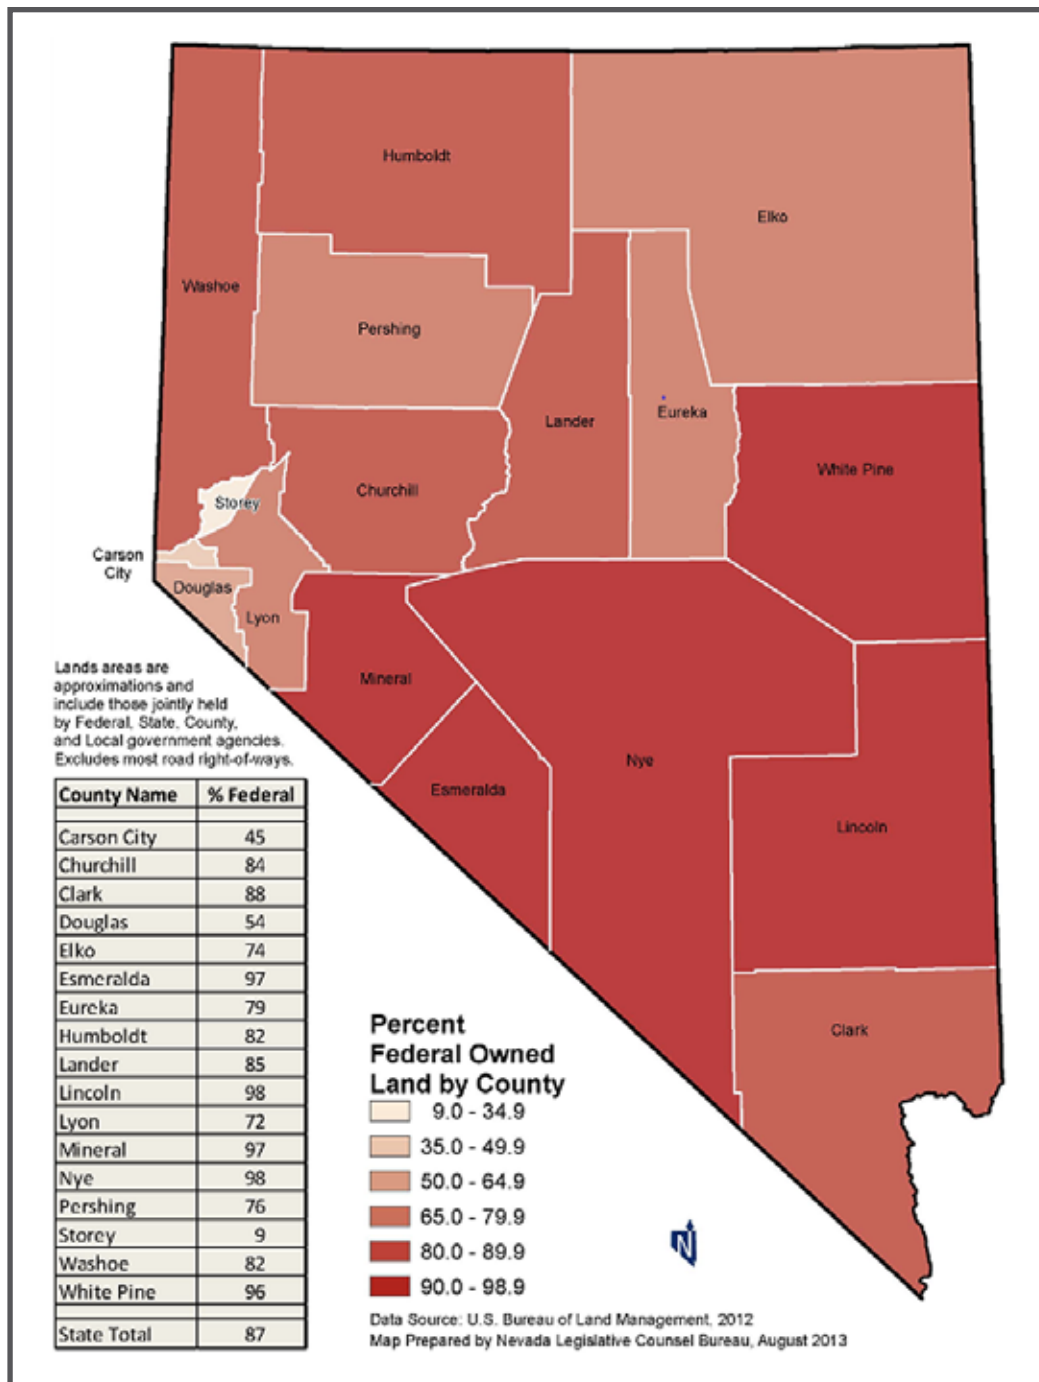 Humboldt
Elko
Washoe
Pershing
Lander
Eureka
White Pine
Churchill
Storey
Carson
City
Douglas
Lyon
Mineral
Nye
Esmeralda
Lincoln
Clark
Lands areas are
approximations and
include those jointly held
by Federal, State, County,
and Local government agencies.
Excludes most road right-of-ways.
County Name % Federal
Carson City 45
Churchill 84
Clark 88
Douglas 54
Elko 74
Esmeralda 97
Eureka 79
Humboldt 82
Lander 85
Lincoln 98
Lyon 72
Mineral 97
Nye 98
Pershing 76
Storey 9
Washoe 82
White Pine 96
State Total 87
Percent
Federal Owned
Land by County
9.0 - 34.9
35.0 - 49.9
50.0 - 64.9
65.0 - 79.9
80.0 - 89.9
90.0 - 98.9
N
Data Source: U.S. Bureau of Land Management, 2012
Map Prepared by Nevada Legislative Counsel Bureau, August 2013